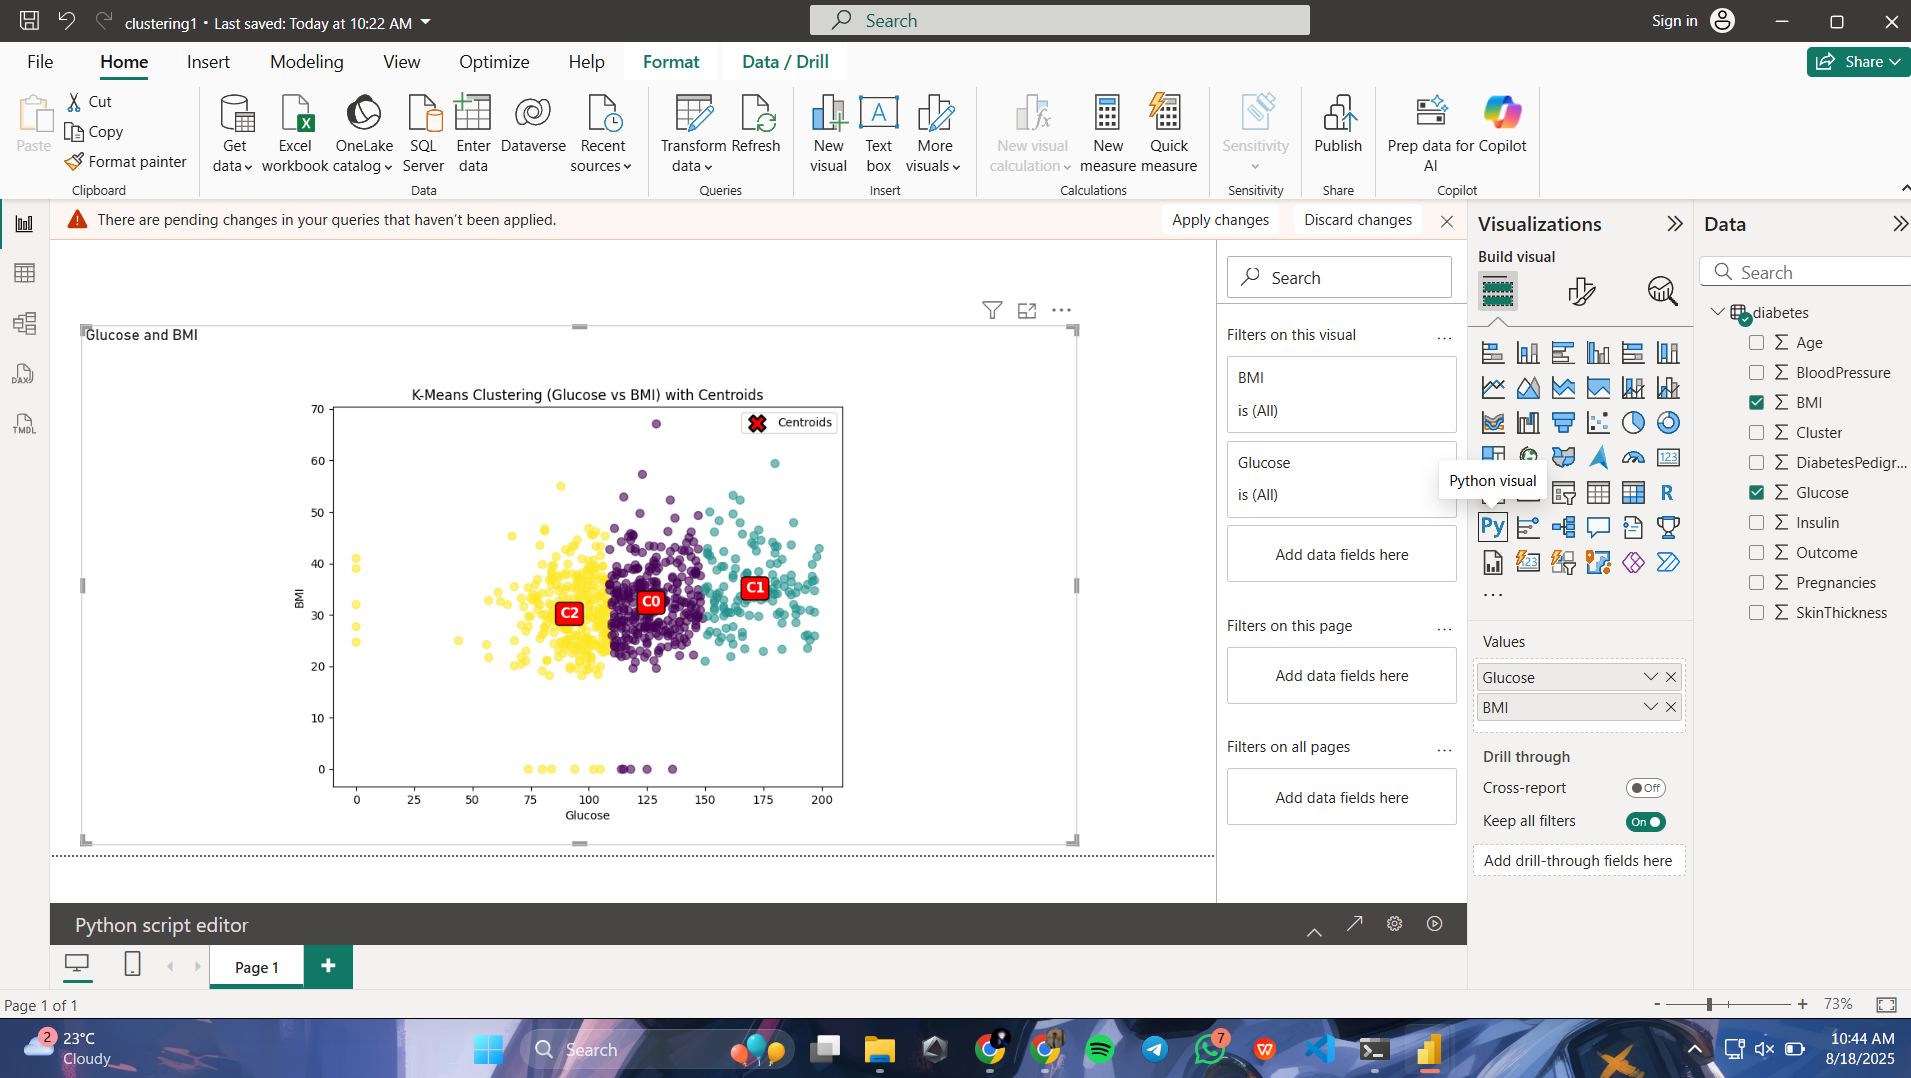 clustering1 • Last saved: Today at 10:22 AM
Search
Sign in
File
Home
Insert
Modeling
View
Optimize
Help
Format
Data / Drill
Share
Paste
Cut
Copy
Format painter
Clipboard
Get data
Excel workbook
OneLake catalog
SQL Server
Enter data
Dataverse
Recent sources
Data
Transform data
Refresh
Queries
New visual
Text box
More visuals
Insert
New visual calculation
New measure
Quick measure
Calculations
Sensitivity
Sensitivity
Publish
Share
Prep data for AI
Copilot
Copilot
There are pending changes in your queries that haven't been applied.
Apply changes
Discard changes
DAX
TMDL
Glucose and BMI
K-Means Clustering (Glucose vs BMI) with Centroids
Centroids
70
60
50
40
30
20
10
0
BMI
C2
C0
C1
0 25 50 75 100 125 150 175 200
Glucose
Search
Filters on this visual
BMI
is (All)
Glucose
is (All)
Add data fields here
Filters on this page
Add data fields here
Filters on all pages
Add data fields here
Visualizations
Build visual
123
Python visual
R
Py
123
Values
Glucose
BMI
Drill through
Cross-report
Off
Keep all filters
On
Add drill-through fields here
Data
Search
diabetes
Age
BloodPressure
BMI
Cluster
DiabetesPedigr...
Glucose
Insulin
Outcome
Pregnancies
SkinThickness
Python script editor
Page 1
Page 1 of 1
73%
2
23°C
Cloudy
Search
7
10:44 AM
8/18/2025